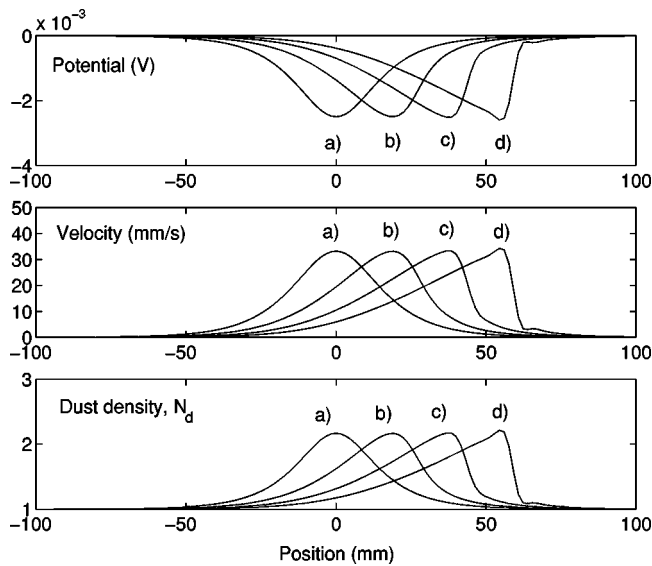 × 10⁻³
0
−2
−4
Potential (V)
a) b) c) d)
−100 −50 0 50 100
50
40
30
20
10
0
Velocity (mm/s)
a) b) c) d)
−100 −50 0 50 100
3
2
1
Dust density, N_d
a) b) c) d)
−100 −50 0 50 100
Position (mm)